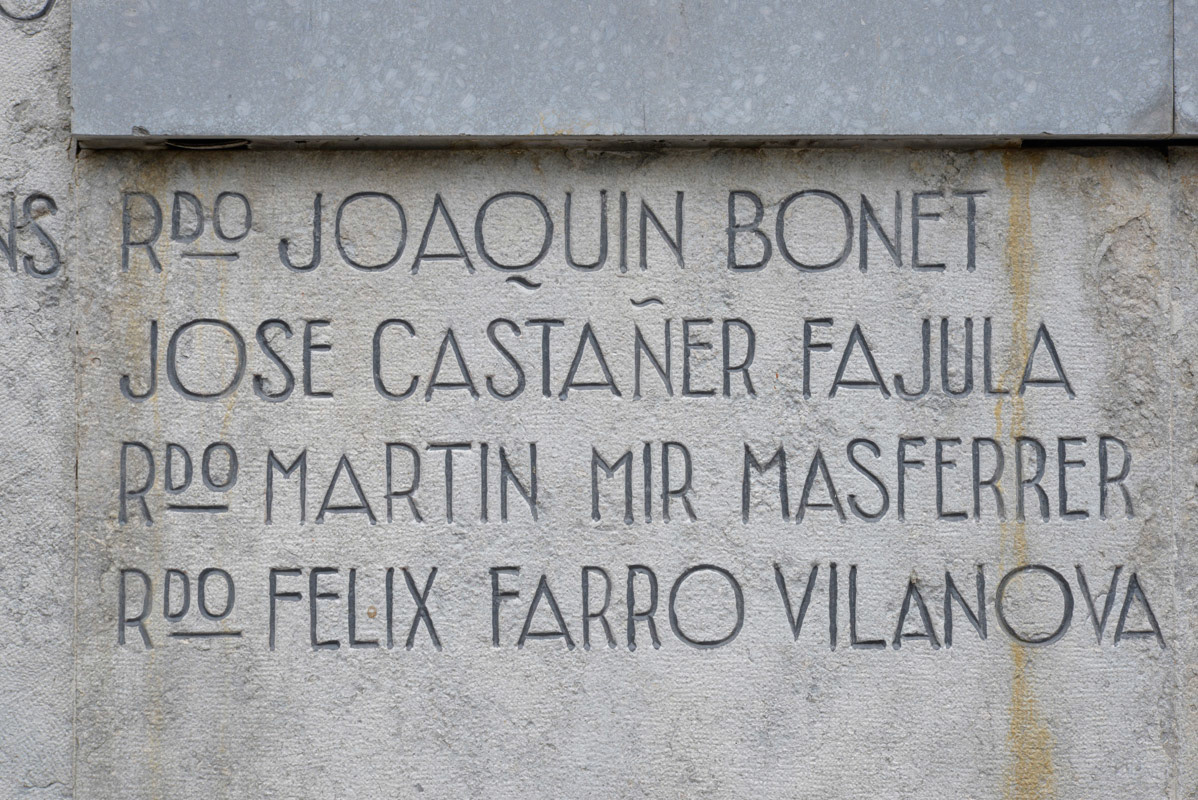 RDO JOAQUIN BONET
JOSE CASTAÑER FAJULA
RDO MARTIN MIR MASFERRER
RDO FELIX FARRO VILANOVA